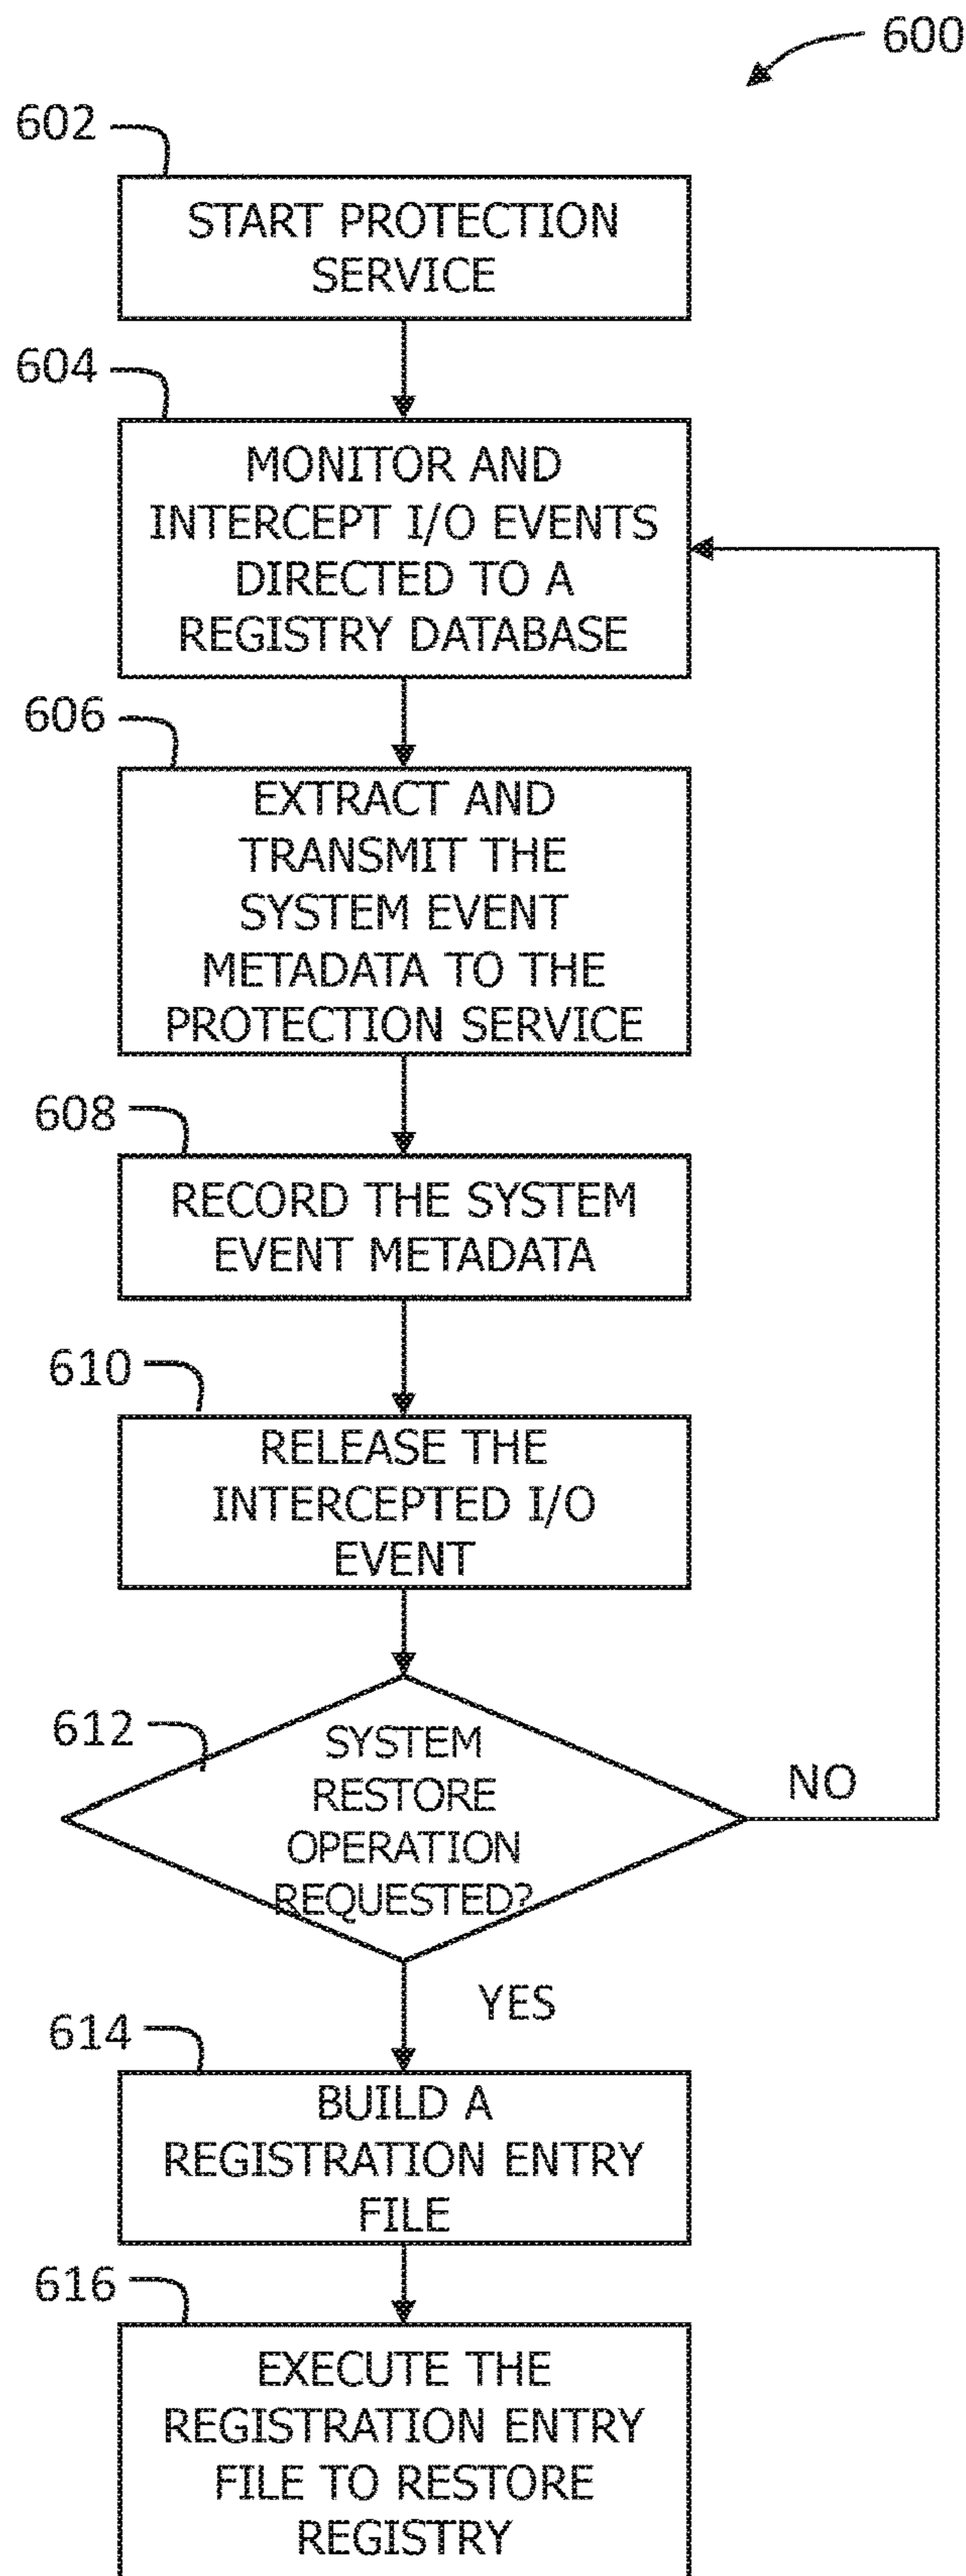 600
602
START PROTECTION
SERVICE
604
MONITOR AND
INTERCEPT I/O EVENTS
DIRECTED TO A
REGISTRY DATABASE
606
EXTRACT AND
TRANSMIT THE
SYSTEM EVENT
METADATA TO THE
PROTECTION SERVICE
608
RECORD THE SYSTEM
EVENT METADATA
610
RELEASE THE
INTERCEPTED I/O
EVENT
612
SYSTEM
RESTORE
OPERATION
REQUESTED?
NO
YES
614
BUILD A
REGISTRATION ENTRY
FILE
616
EXECUTE THE
REGISTRATION ENTRY
FILE TO RESTORE
REGISTRY